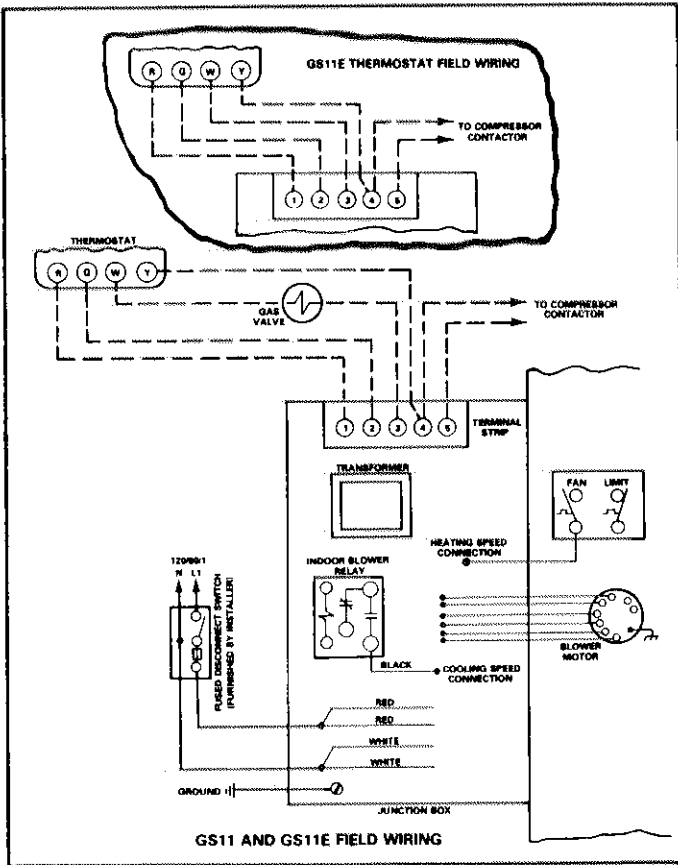 GS11E THERMOSTAT FIELD WIRING
R G W Y
TO COMPRESSOR
CONTACTOR
1 2 3 4 5
THERMOSTAT
R G W Y
GAS
VALVE
TO COMPRESSOR
CONTACTOR
1 2 3 4 5
TERMINAL
STRIP
TRANSFORMER
FAN LIMIT
HEATING SPEED
CONNECTION
INDOOR BLOWER
RELAY
120/60/1
N L1
FUSED DISCONNECT SWITCH
(FURNISHED BY INSTALLER)
BLOWER
MOTOR
BLACK
COOLING SPEED
CONNECTION
RED
RED
WHITE
WHITE
GROUND
JUNCTION BOX
GS11 AND GS11E FIELD WIRING